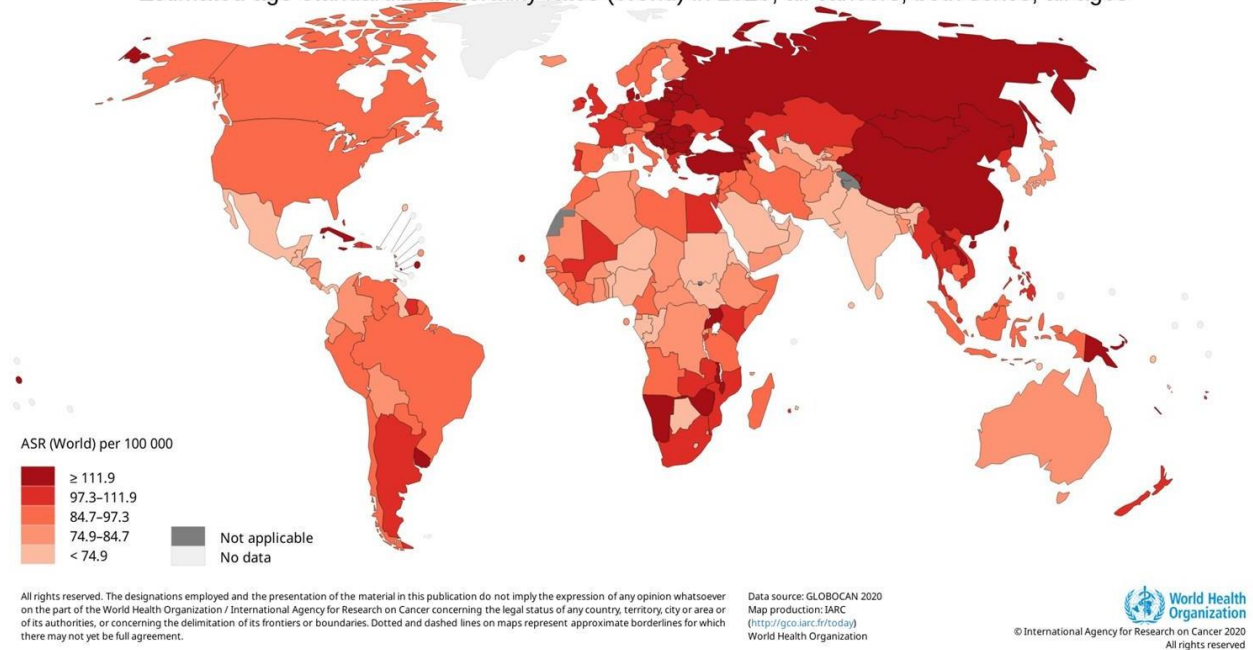 ASR (World) per 100 000
≥ 111.9
97.3–111.9
84.7–97.3
74.9–84.7
< 74.9
Not applicable
No data
All rights reserved. The designations employed and the presentation of the material in this publication do not imply the expression of any opinion whatsoever
on the part of the World Health Organization / International Agency for Research on Cancer concerning the legal status of any country, territory, city or area or
of its authorities, or concerning the delimitation of its frontiers or boundaries. Dotted and dashed lines on maps represent approximate borderlines for which
there may not yet be full agreement.
Data source: GLOBOCAN 2020
Map production: IARC
(http://gco.iarc.fr/today)
World Health Organization
World Health
Organization
© International Agency for Research on Cancer 2020
All rights reserved